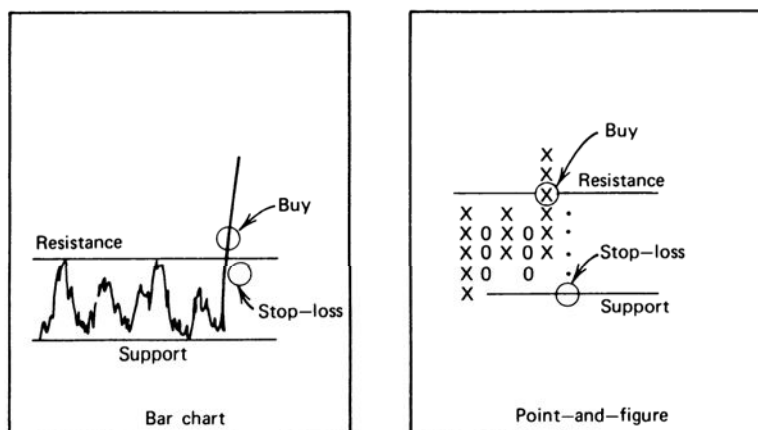 Buy
Resistance
Stop—loss
Support
Bar chart
Buy
X
X
X
Resistance
X X X
X O X O X
X O X O X
X O O
Stop—loss
X
Support
Point—and—figure